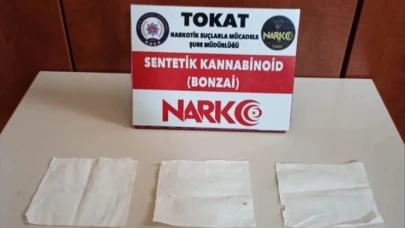 TOKAT
NARKOTİK SUÇLARLA MÜCADELE
ŞUBE MÜDÜRLÜĞÜ
NARKO
SENTETİK KANNABİNOİD
(BONZAİ)
NARKO